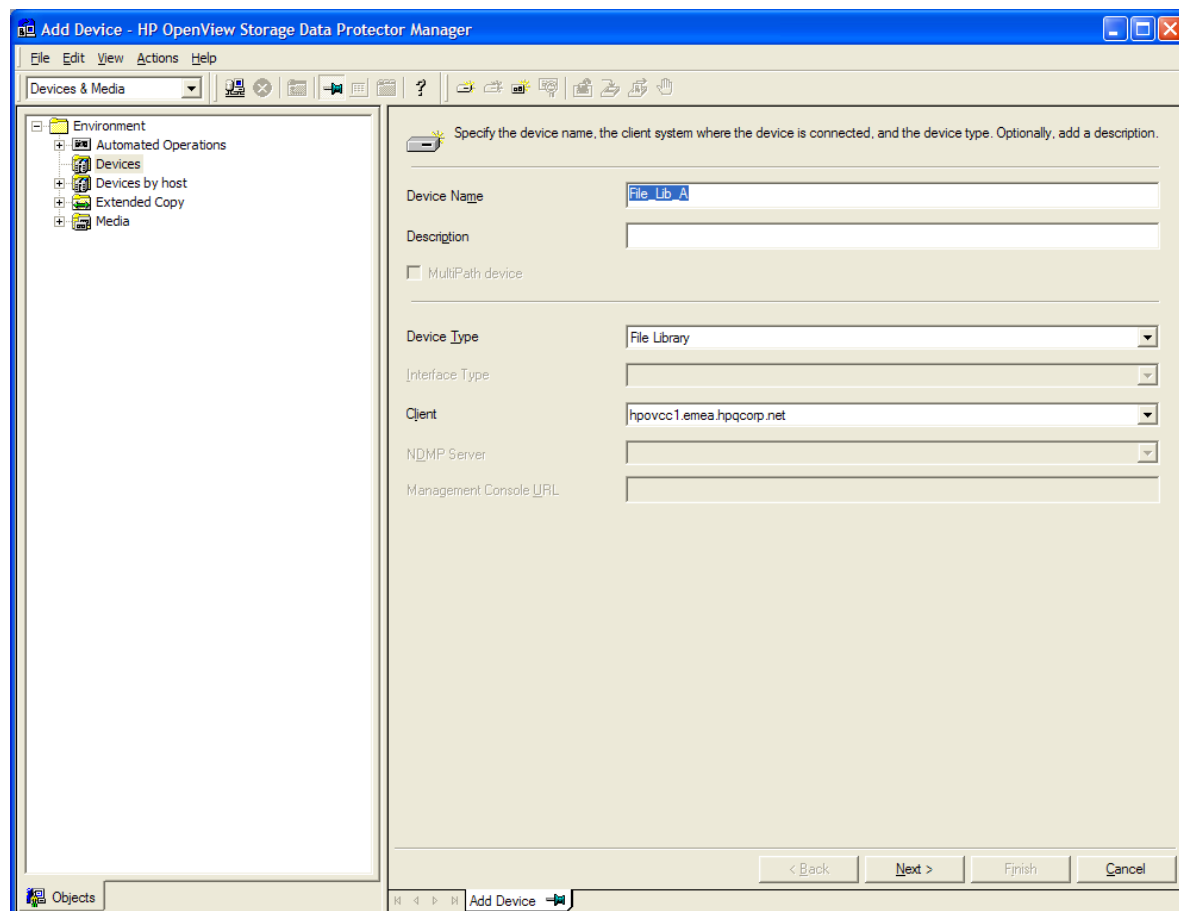 Add Device - HP OpenView Storage Data Protector Manager
File Edit View Actions Help
Devices & Media
?
Environment
Automated Operations
Devices
Devices by host
Extended Copy
Media
Objects
Specify the device name, the client system where the device is connected, and the device type. Optionally, add a description.
Device Name File_Lib_A
Description
MultiPath device
Device Type File Library
Interface Type
Client hpovcc1.emea.hpqcorp.net
NDMP Server
Management Console URL
< Back Next > Finish Cancel
Add Device